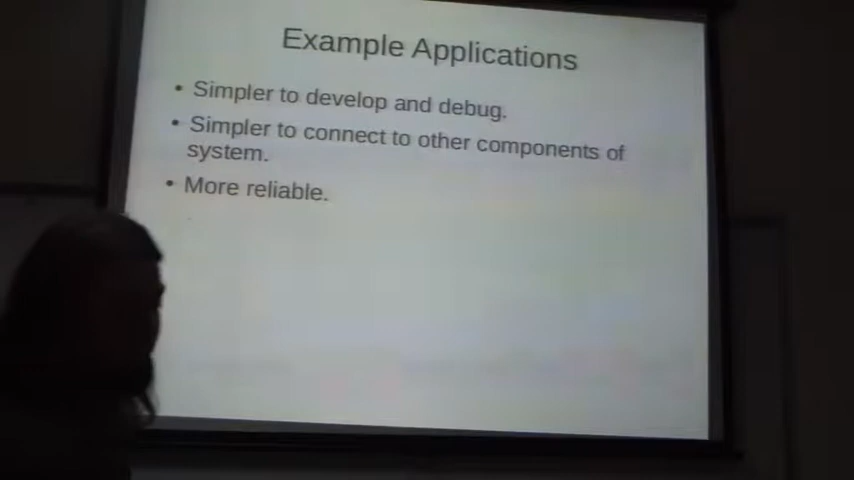 Example Applications
• Simpler to develop and debug.
• Simpler to connect to other components of
system.
• More reliable.